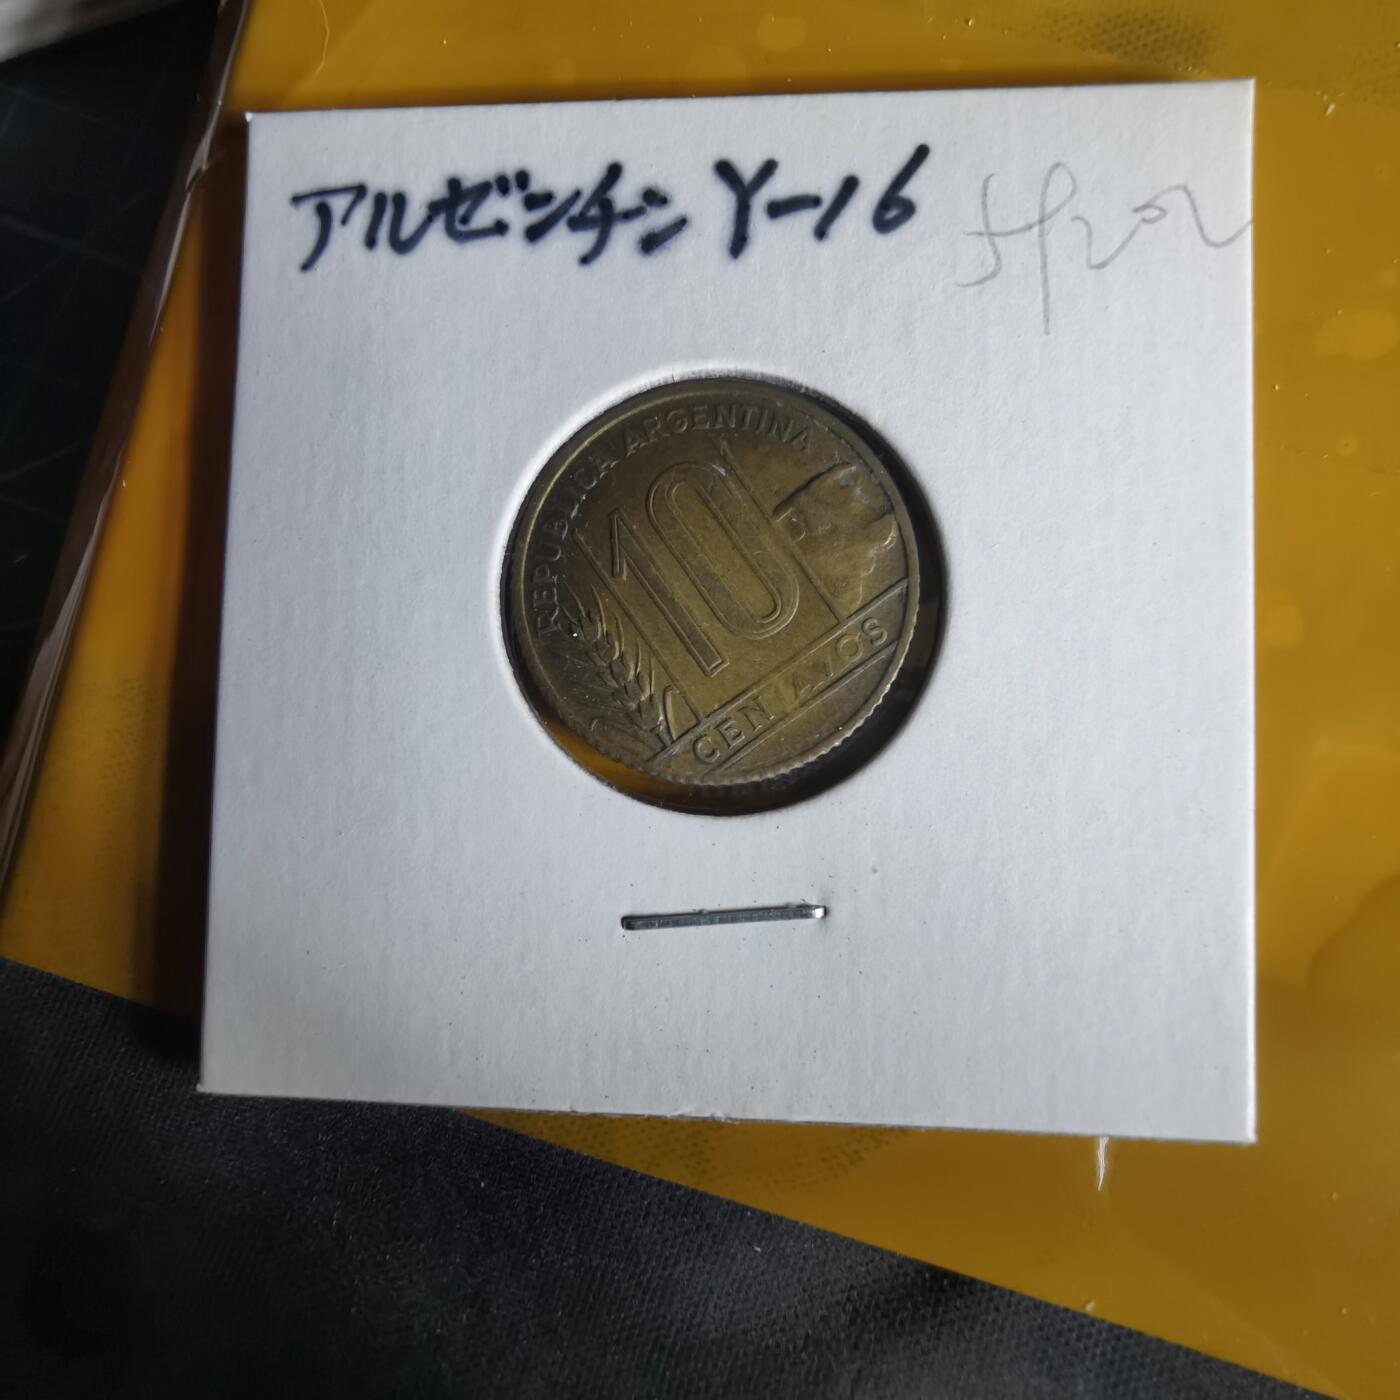 アルゼンチン Y-16
REPUBLICA ARGENTINA
10
CENTAVOS